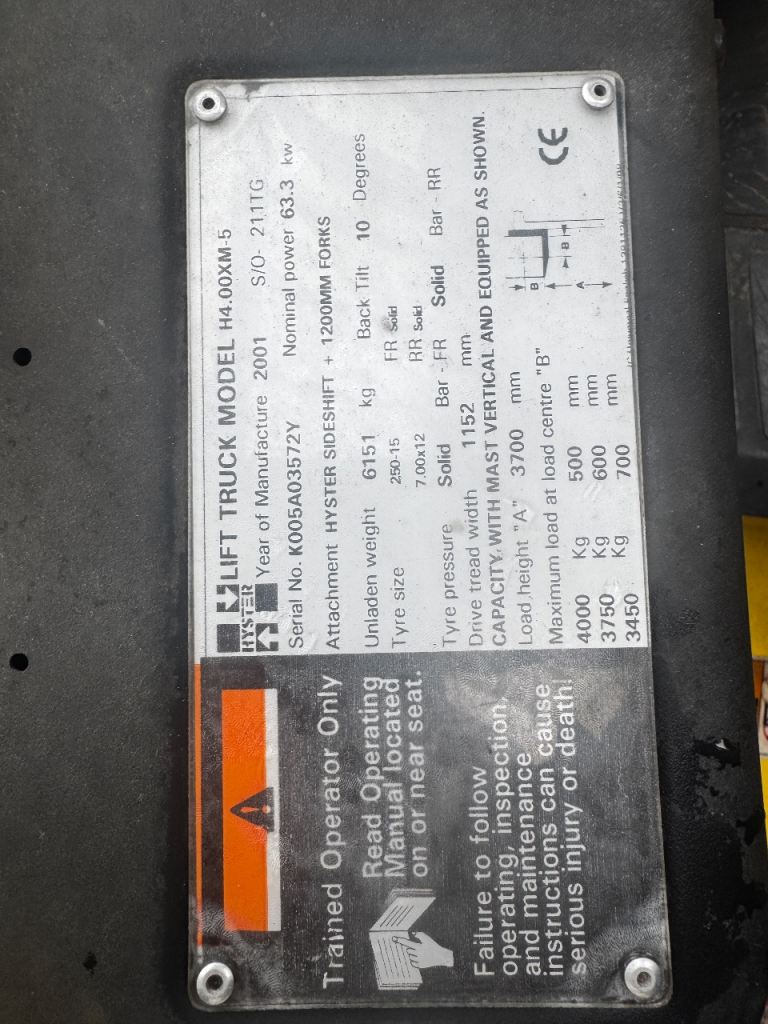 Trained Operator Only
Read Operating
Manual located
on or near seat.
Failure to follow
operating, inspection,
and maintenance
instructions can cause
serious injury or death!
HYSTER
LIFT TRUCK MODEL H4.00XM-5
Year of Manufacture 2001 S/O- 211TG
Serial No. K005A03572Y Nominal power 63.3 kw
Attachment HYSTER SIDESHIFT + 1200MM FORKS
Unladen weight 6151 kg Back Tilt 10 Degrees
Tyre size 250-15 FR Solid
7.00x12 RR Solid
Tyre pressure Solid Bar - FR Solid Bar - RR
Drive tread width 1152 mm
CAPACITY WITH MAST VERTICAL AND EQUIPPED AS SHOWN.
Load height "A" 3700 mm
Maximum load at load centre "B"
4000 Kg 500 mm
3750 Kg 600 mm
3450 Kg 700 mm
B
B
A
CE